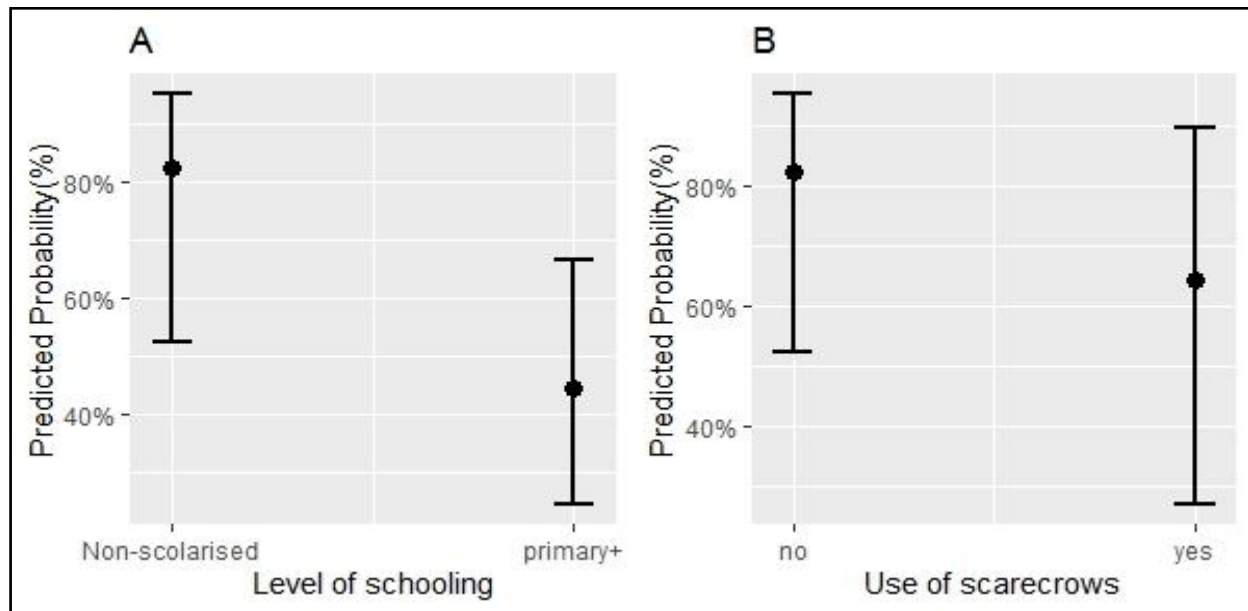 A
Predicted Probability(%)
80%
60%
40%
Non-scolarised
primary+
Level of schooling
B
Predicted Probability(%)
80%
60%
40%
no
yes
Use of scarecrows